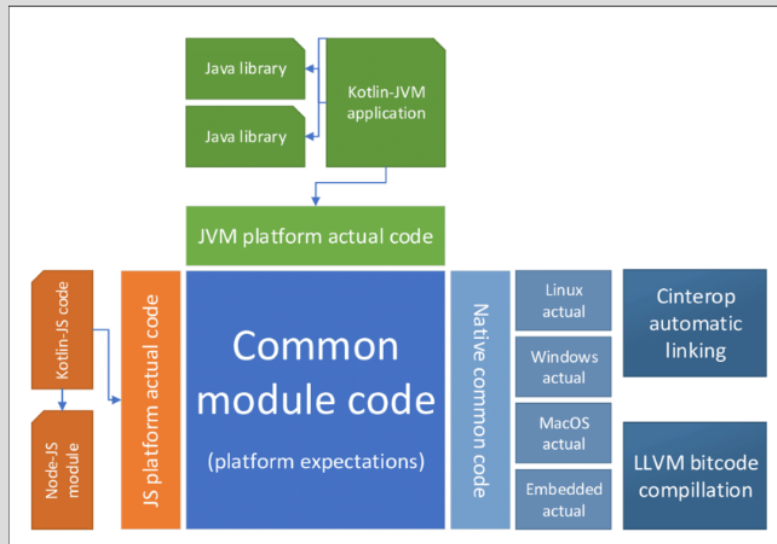 Java library
Java library
Kotlin-JVM
application
JVM platform actual code
Kotlin-JS code
Node-JS
module
JS platform actual code
Common
module code
(platform expectations)
Native common code
Linux
actual
Windows
actual
MacOS
actual
Embedded
actual
Cinterop
automatic
linking
LLVM bitcode
compillation